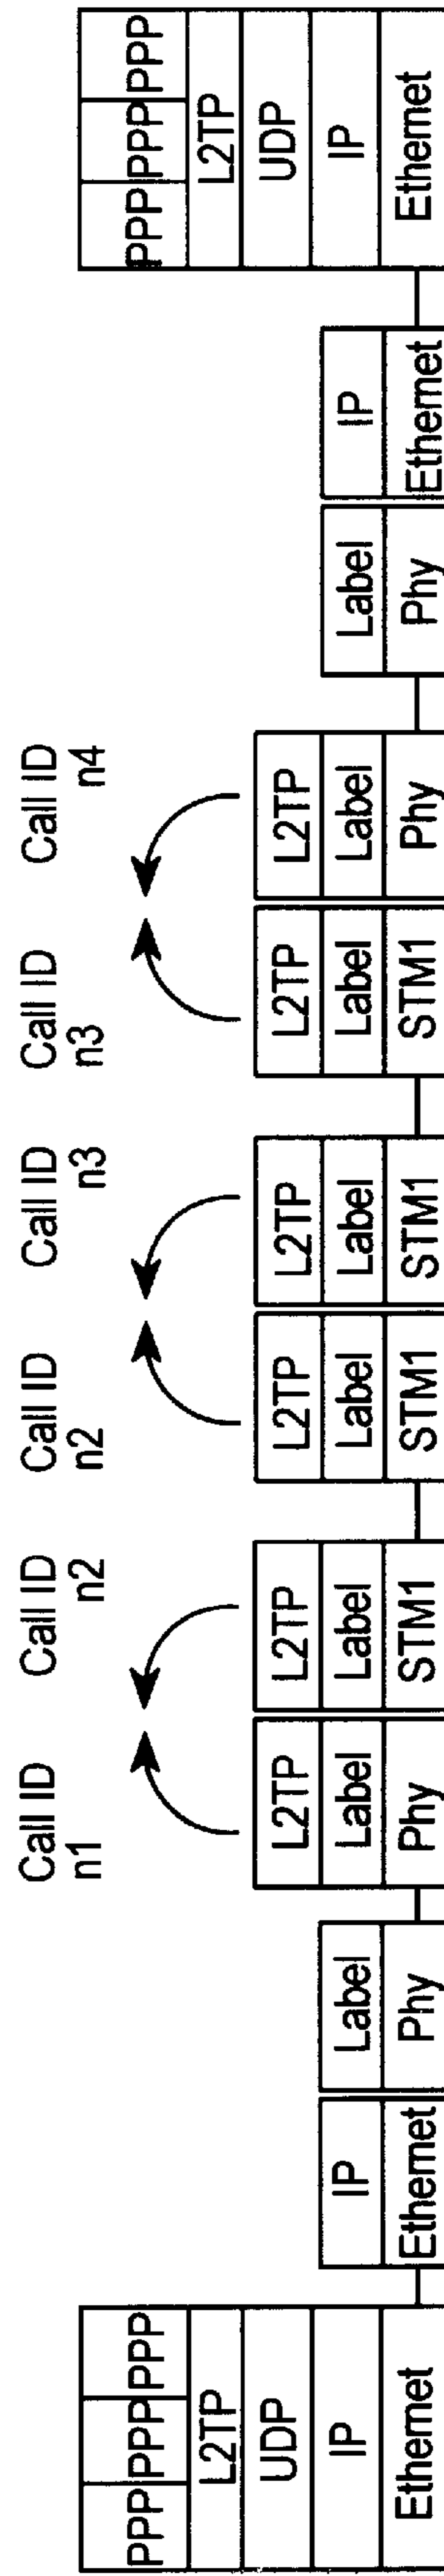 Call ID
n1
Call ID
n2
Call ID
n2
Call ID
n3
Call ID
n3
Call ID
n4
PPP PPP PPP
L2TP
UDP
IP
Ethernet
IP
Ethernet
Label
Phy
L2TP
Label
Phy
L2TP
Label
STM1
L2TP
Label
STM1
L2TP
Label
STM1
L2TP
Label
STM1
L2TP
Label
Phy
Label
Phy
IP
Ethernet
PPP PPP PPP
L2TP
UDP
IP
Ethernet